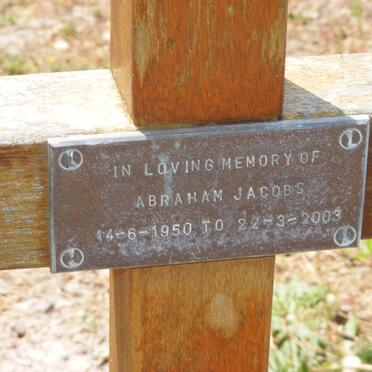 IN LOVING MEMORY OF
ABRAHAM JACOBS
14-6-1950 TO 22-3-2003